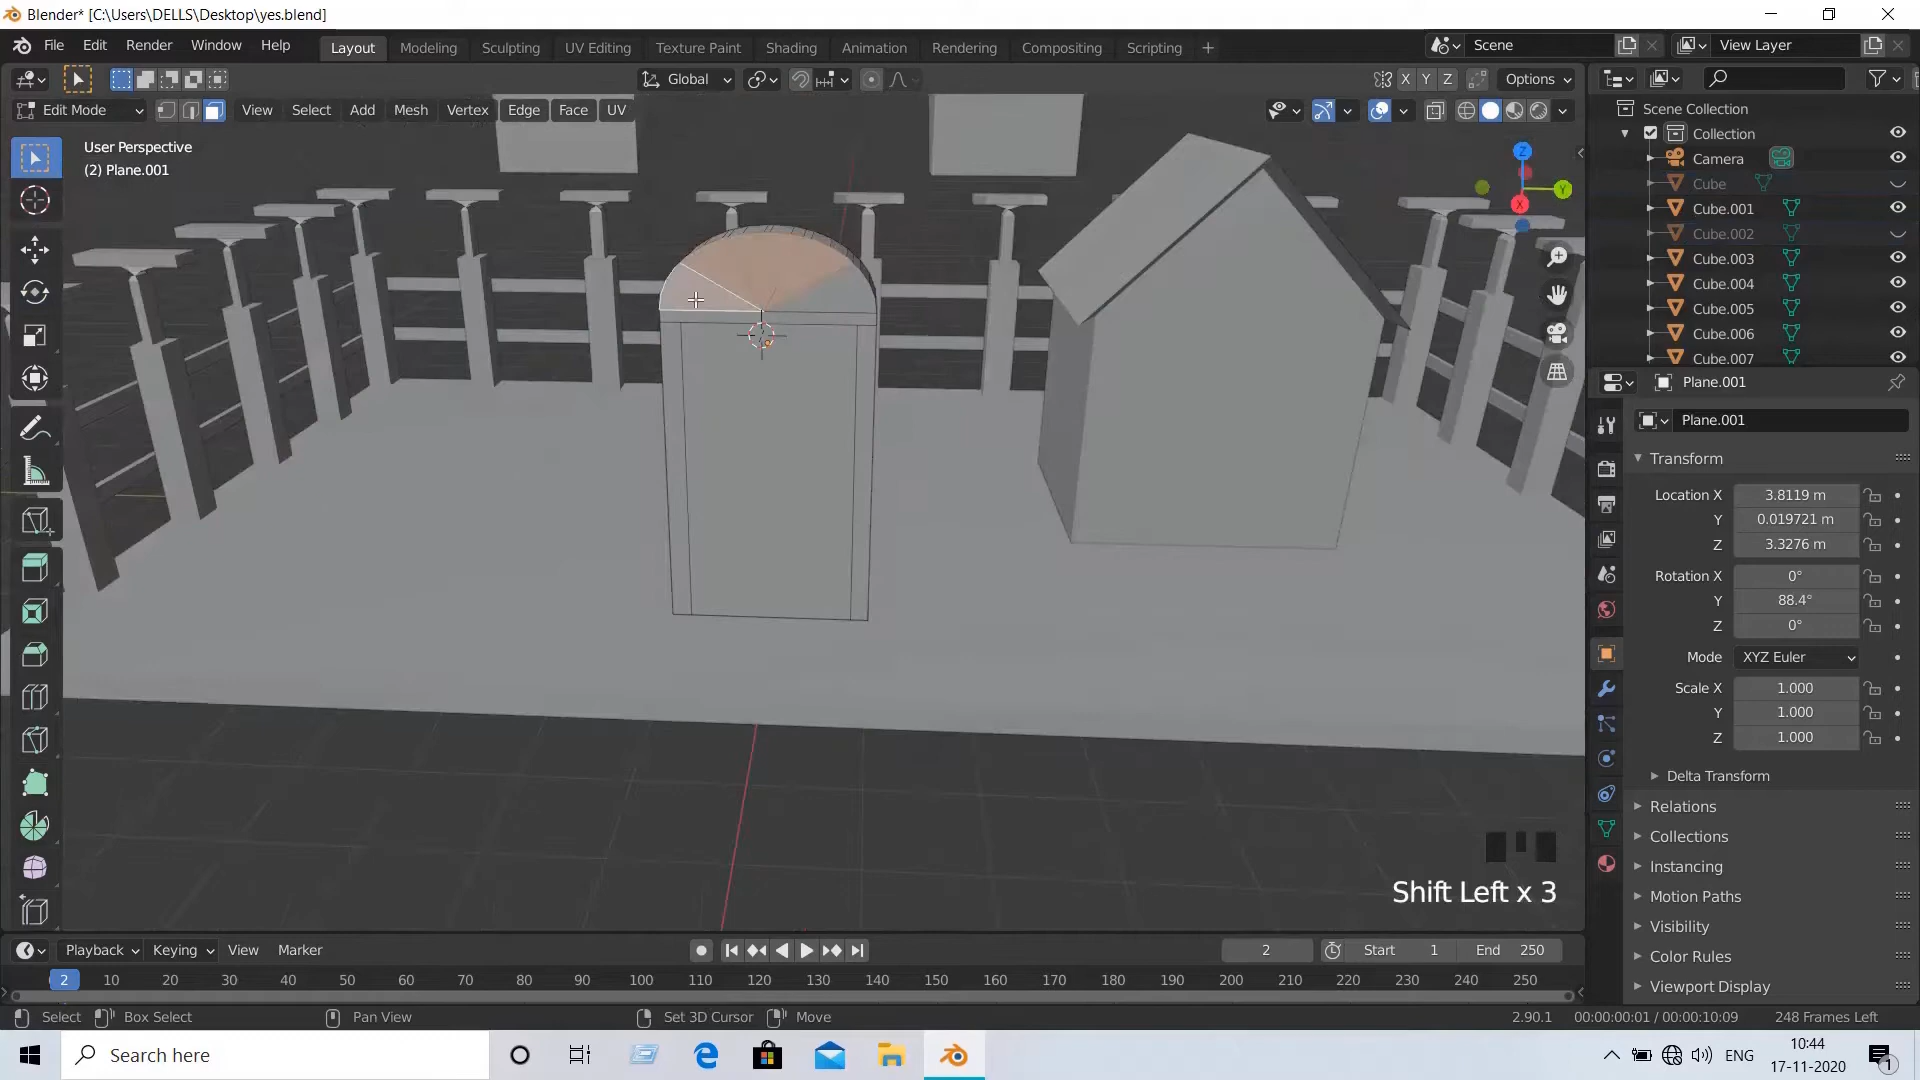 Blender* [C:\Users\DELLS\Desktop\yes.blend]
File Edit Render Window Help Layout Modeling Sculpting UV Editing Texture Paint Shading Animation Rendering Compositing Scripting + Scene View Layer
Global X Y Z Options
Edit Mode View Select Add Mesh Vertex Edge Face UV
User Perspective
(2) Plane.001
Z
Y
X
Scene Collection
Collection
Camera
Cube
Cube.001
Cube.002
Cube.003
Cube.004
Cube.005
Cube.006
Cube.007
Plane.001
Plane.001
Transform
Location X 3.8119 m
Y 0.019721 m
Z 3.3276 m
Rotation X 0°
Y 88.4°
Z 0°
Mode XYZ Euler
Scale X 1.000
Y 1.000
Z 1.000
Delta Transform
Relations
Collections
Instancing
Motion Paths
Visibility
Color Rules
Viewport Display
Shift Left x 3
Playback Keying View Marker 2 Start 1 End 250
2 10 20 30 40 50 60 70 80 90 100 110 120 130 140 150 160 170 180 190 200 210 220 230 240 250
Select Box Select Pan View Set 3D Cursor Move 2.90.1 00:00:00:01 / 00:00:10:09 248 Frames Left
Search here
ENG
10:44
17-11-2020
1